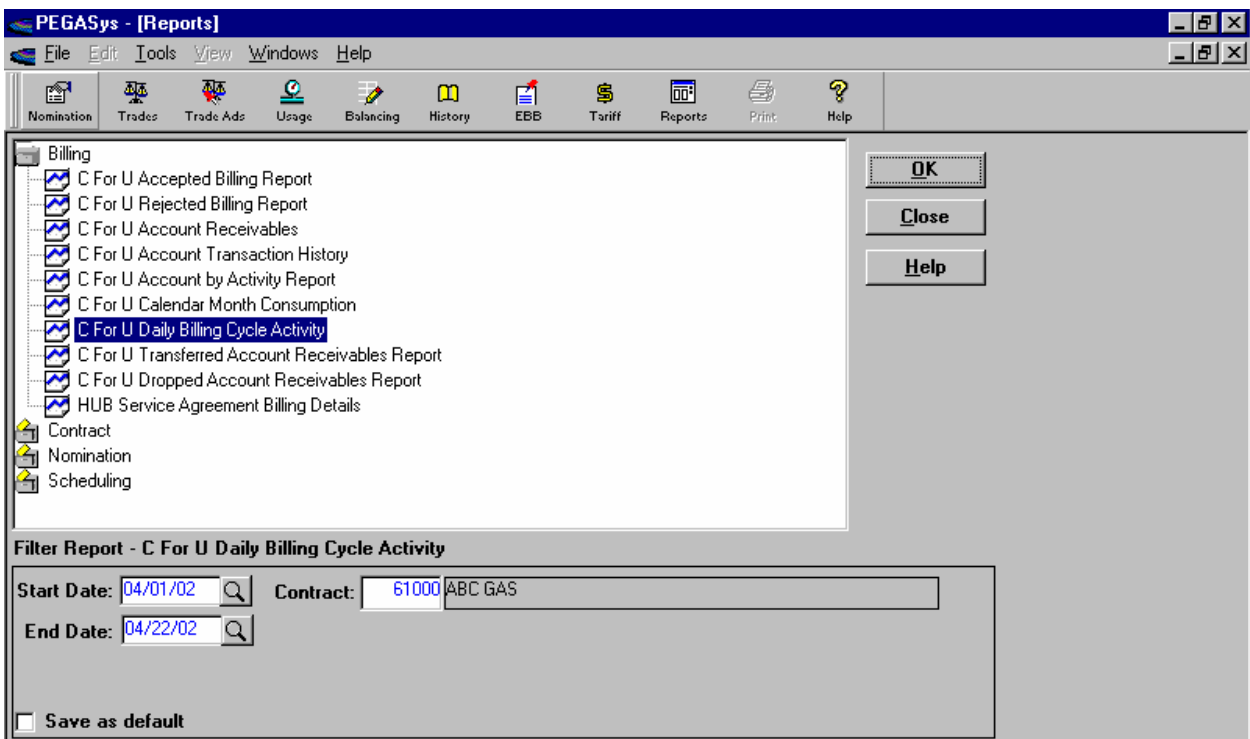 PEGASys - [Reports]
File Edit Tools View Windows Help
Nomination Trades Trade Ads Usage Balancing History EBB Tariff Reports Print Help
Billing
C For U Accepted Billing Report
C For U Rejected Billing Report
C For U Account Receivables
C For U Account Transaction History
C For U Account by Activity Report
C For U Calendar Month Consumption
C For U Daily Billing Cycle Activity
C For U Transferred Account Receivables Report
C For U Dropped Account Receivables Report
HUB Service Agreement Billing Details
Contract
Nomination
Scheduling
OK
Close
Help
Filter Report - C For U Daily Billing Cycle Activity
Start Date: 04/01/02 Contract: 61000 ABC GAS
End Date: 04/22/02
Save as default